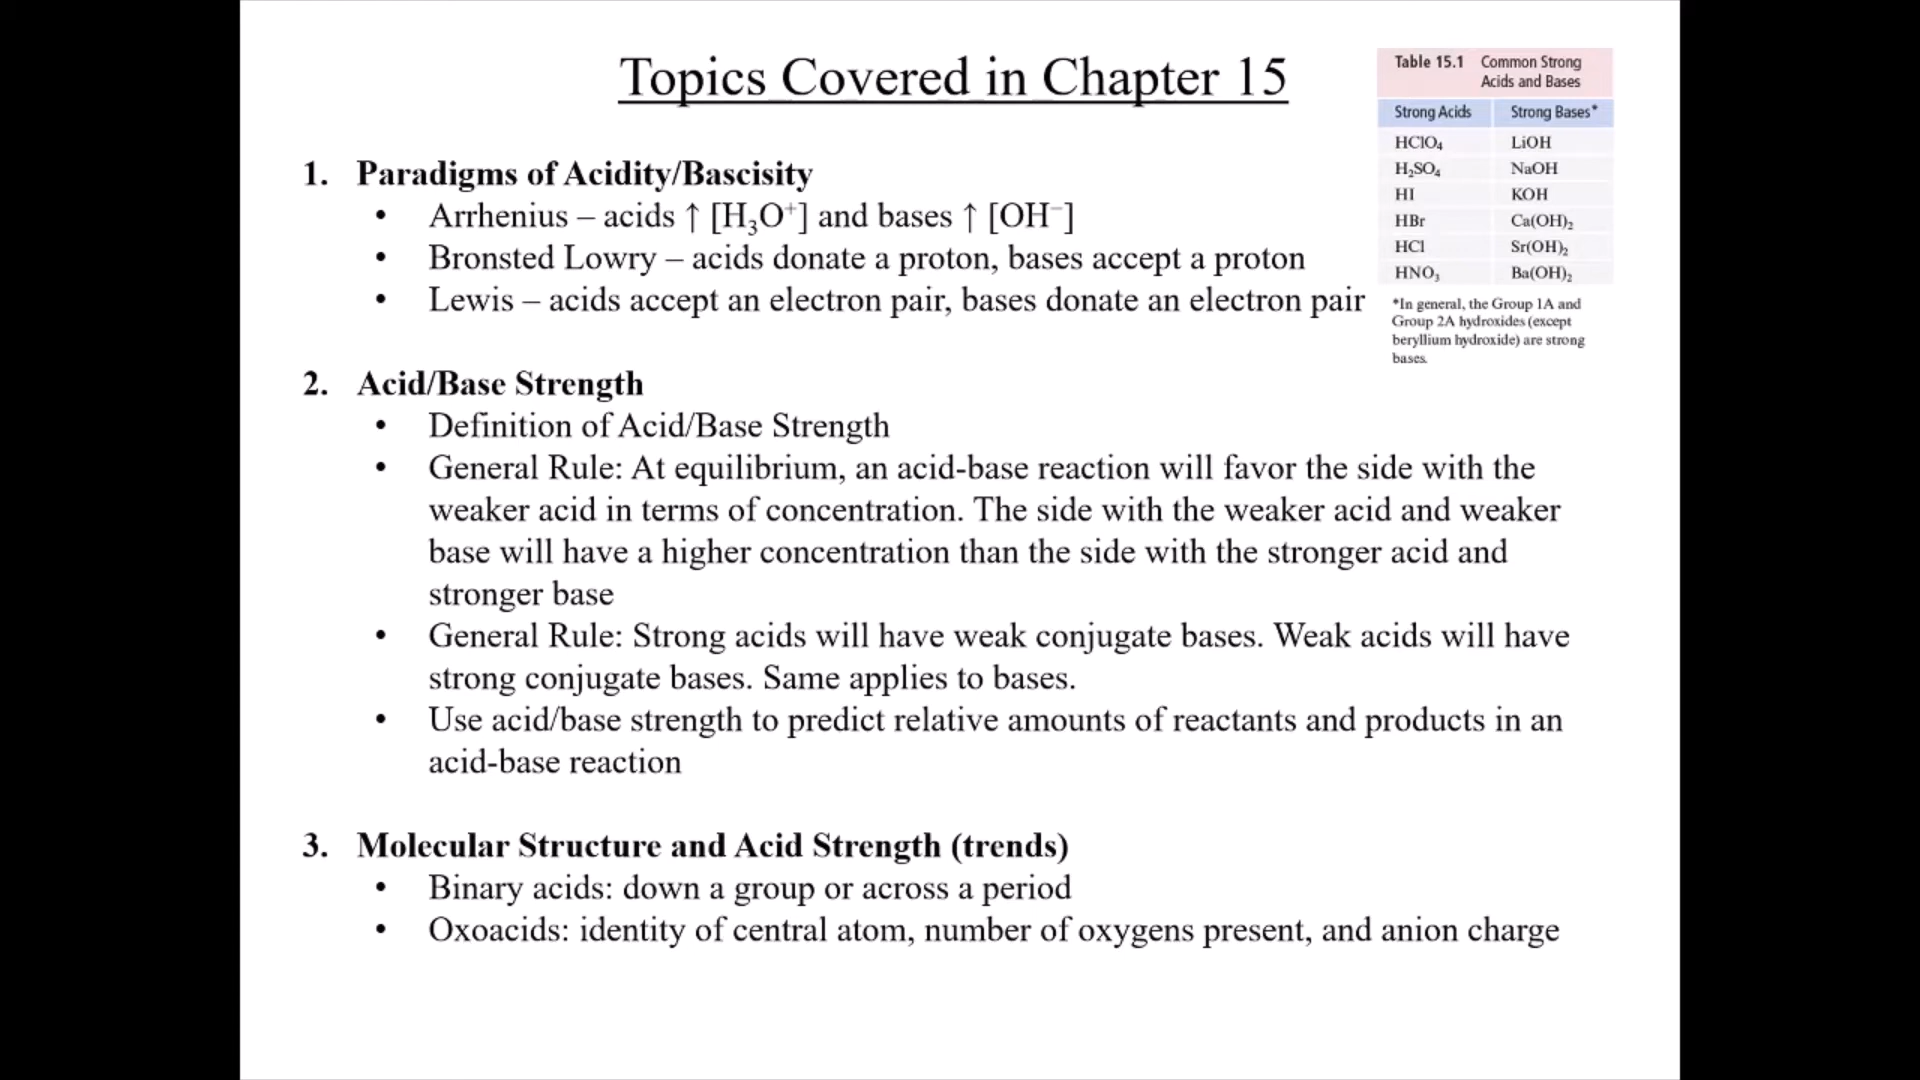 Topics Covered in Chapter 15
1. Paradigms of Acidity/Bascisity
• Arrhenius – acids ↑ [H₃O⁺] and bases ↑ [OH⁻]
• Bronsted Lowry – acids donate a proton, bases accept a proton
• Lewis – acids accept an electron pair, bases donate an electron pair
2. Acid/Base Strength
• Definition of Acid/Base Strength
• General Rule: At equilibrium, an acid-base reaction will favor the side with the
weaker acid in terms of concentration. The side with the weaker acid and weaker
base will have a higher concentration than the side with the stronger acid and
stronger base
• General Rule: Strong acids will have weak conjugate bases. Weak acids will have
strong conjugate bases. Same applies to bases.
• Use acid/base strength to predict relative amounts of reactants and products in an
acid-base reaction
3. Molecular Structure and Acid Strength (trends)
• Binary acids: down a group or across a period
• Oxoacids: identity of central atom, number of oxygens present, and anion charge
Table 15.1 Common Strong
Acids and Bases
Strong Acids Strong Bases*
HClO₄ LiOH
H₂SO₄ NaOH
HI KOH
HBr Ca(OH)₂
HCl Sr(OH)₂
HNO₃ Ba(OH)₂
*In general, the Group 1A and
Group 2A hydroxides (except
beryllium hydroxide) are strong
bases.